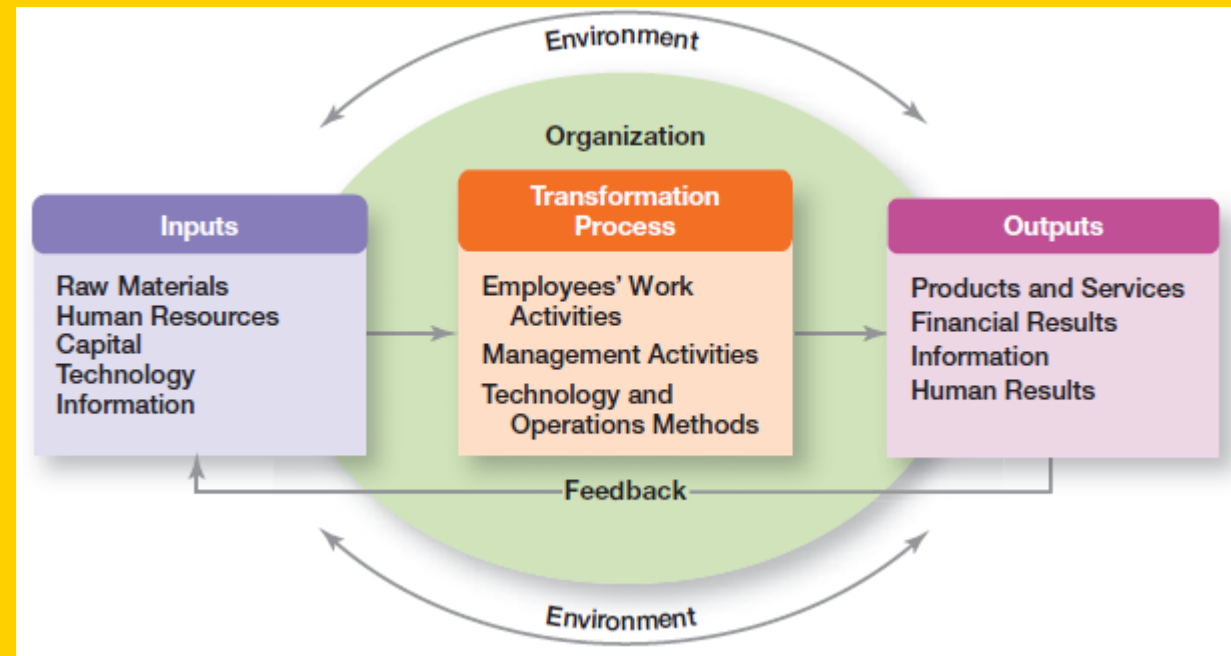 Environment
Organization
Inputs
Raw Materials
Human Resources
Capital
Technology
Information
Transformation
Process
Employees’ Work
Activities
Management Activities
Technology and
Operations Methods
Outputs
Products and Services
Financial Results
Information
Human Results
Feedback
Environment